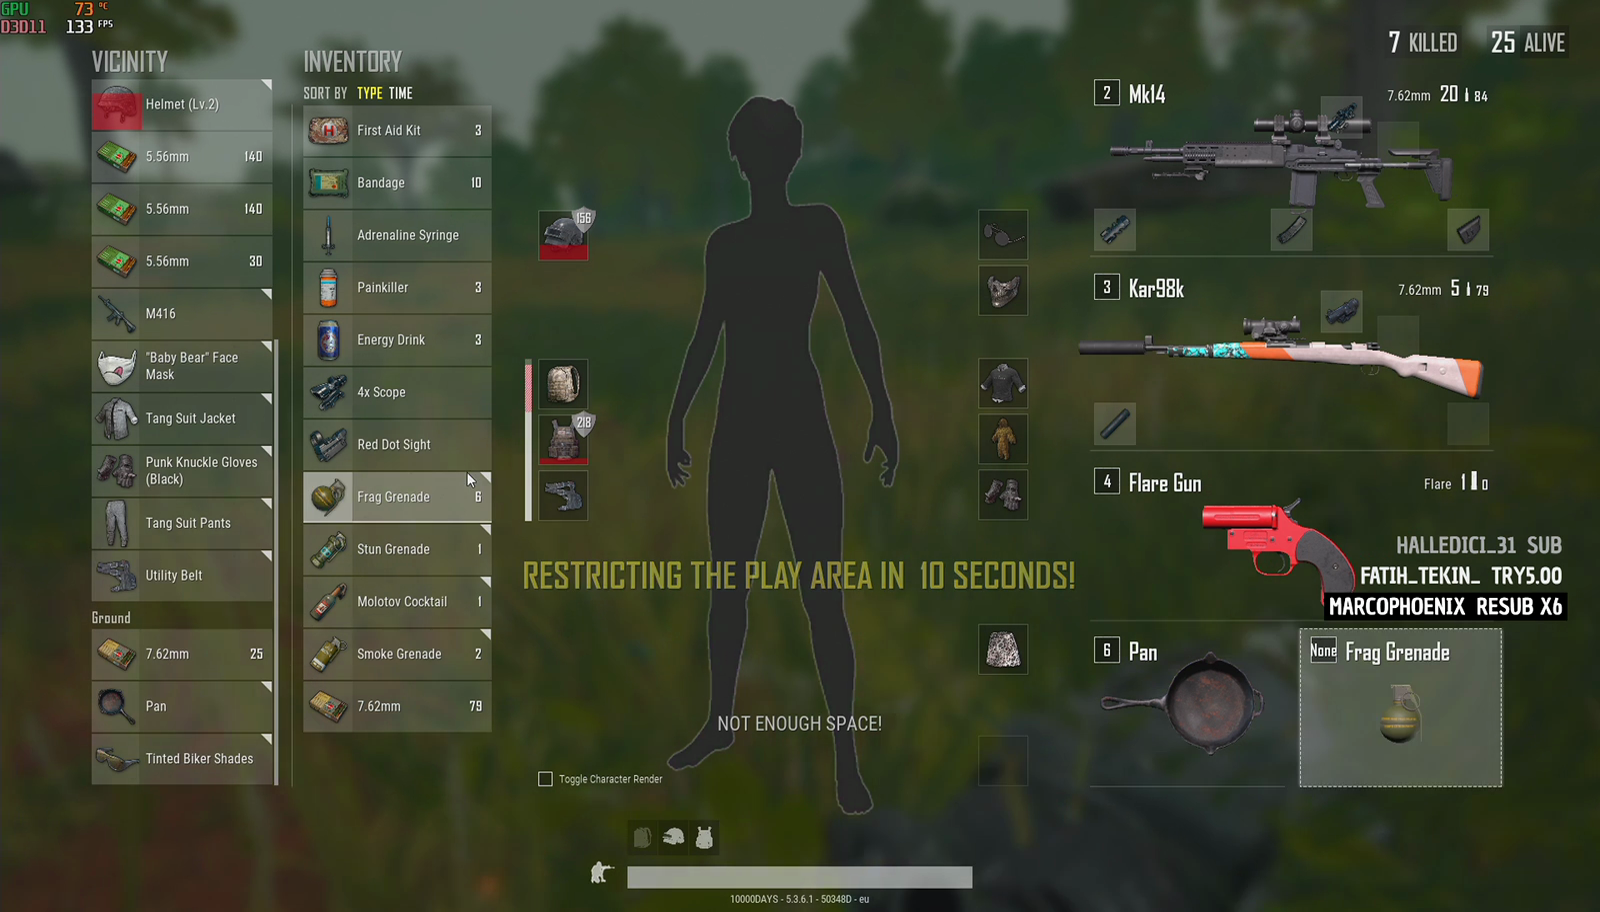 GPU 73 °C
D3D11 133 FPS
7 KILLED 25 ALIVE
VICINITY
Helmet (Lv.2)
5.56mm 140
5.56mm 140
5.56mm 30
M416
"Baby Bear" Face
Mask
Tang Suit Jacket
Punk Knuckle Gloves
(Black)
Tang Suit Pants
Utility Belt
Ground
7.62mm 25
Pan
Tinted Biker Shades
INVENTORY
SORT BY TYPE TIME
First Aid Kit 3
Bandage 10
Adrenaline Syringe
Painkiller 3
Energy Drink 3
4x Scope
Red Dot Sight
Frag Grenade 6
Stun Grenade 1
Molotov Cocktail 1
Smoke Grenade 2
7.62mm 79
156
218
RESTRICTING THE PLAY AREA IN 10 SECONDS!
NOT ENOUGH SPACE!
Toggle Character Render
10000DAYS - 5.3.6.1 - 50348D - eu
2 Mk14 7.62mm 20 84
3 Kar98k 7.62mm 5 79
4 Flare Gun Flare 1 0
HALLEDICI_31 SUB
FATIH_TEKIN_ TRY5.00
MARCOPHOENIX RESUB X6
6 Pan
None Frag Grenade